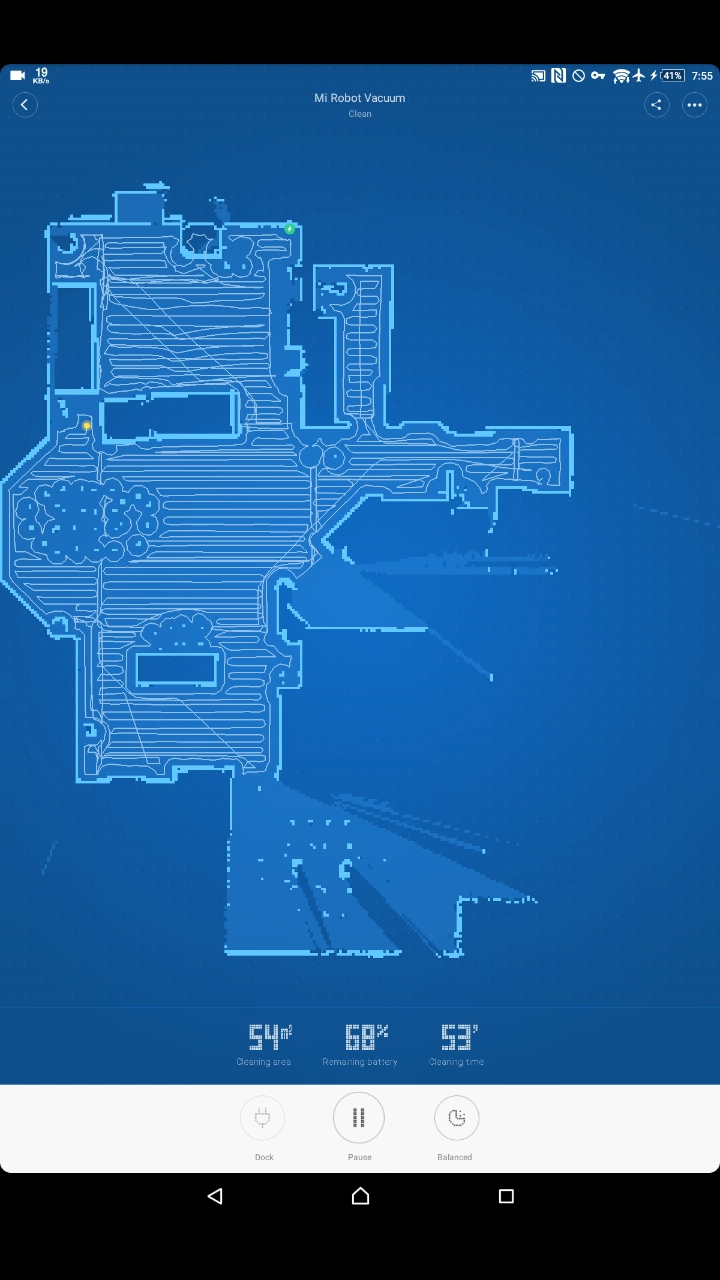 19
KB/s
41%
7:55
Mi Robot Vacuum
Clean
54m²
68%
53'
Cleaning area
Remaining battery
Cleaning time
Dock
Pause
Balanced